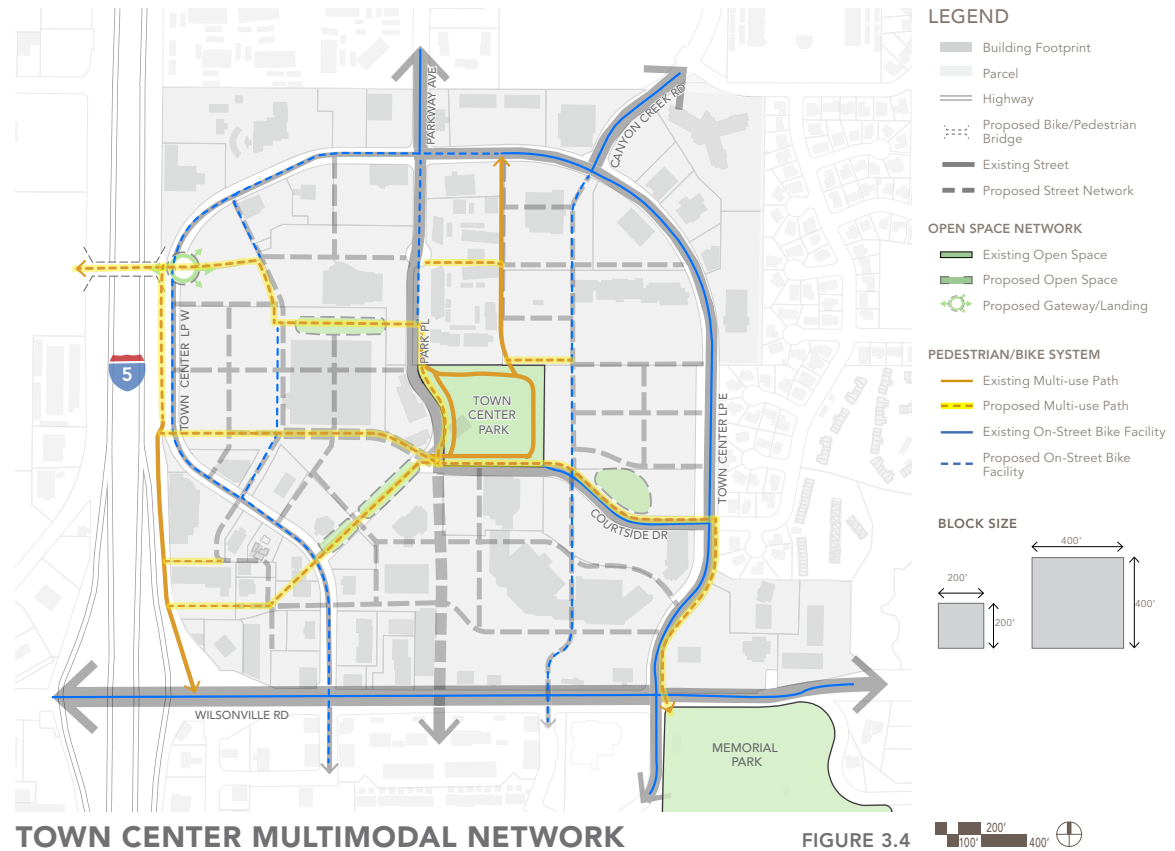 PARKWAY AVE
CANYON CREEK RD
TOWN CENTER LP W
PARK PL
5
TOWN
CENTER
PARK
TOWN CENTER LP E
COURTSIDE DR
WILSONVILLE RD
MEMORIAL
PARK
LEGEND
Building Footprint
Parcel
Highway
Proposed Bike/Pedestrian
Bridge
Existing Street
Proposed Street Network
OPEN SPACE NETWORK
Existing Open Space
Proposed Open Space
Proposed Gateway/Landing
PEDESTRIAN/BIKE SYSTEM
Existing Multi-use Path
Proposed Multi-use Path
Existing On-Street Bike Facility
Proposed On-Street Bike
Facility
BLOCK SIZE
400'
200'
200'
400'
TOWN CENTER MULTIMODAL NETWORK
FIGURE 3.4
200'
100'
400'